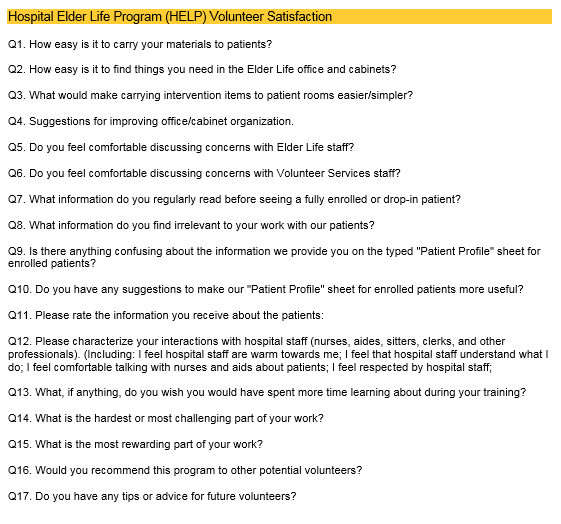 Hospital Elder Life Program (HELP) Volunteer Satisfaction
Q1. How easy is it to carry your materials to patients?
Q2. How easy is it to find things you need in the Elder Life office and cabinets?
Q3. What would make carrying intervention items to patient rooms easier/simpler?
Q4. Suggestions for improving office/cabinet organization.
Q5. Do you feel comfortable discussing concerns with Elder Life staff?
Q6. Do you feel comfortable discussing concerns with Volunteer Services staff?
Q7. What information do you regularly read before seeing a fully enrolled or drop-in patient?
Q8. What information do you find irrelevant to your work with our patients?
Q9. Is there anything confusing about the information we provide you on the typed "Patient Profile" sheet for
enrolled patients?
Q10. Do you have any suggestions to make our "Patient Profile" sheet for enrolled patients more useful?
Q11. Please rate the information you receive about the patients:
Q12. Please characterize your interactions with hospital staff (nurses, aides, sitters, clerks, and other
professionals). (Including: I feel hospital staff are warm towards me; I feel that hospital staff understand what I
do; I feel comfortable talking with nurses and aids about patients; I feel respected by hospital staff;
Q13. What, if anything, do you wish you would have spent more time learning about during your training?
Q14. What is the hardest or most challenging part of your work?
Q15. What is the most rewarding part of your work?
Q16. Would you recommend this program to other potential volunteers?
Q17. Do you have any tips or advice for future volunteers?